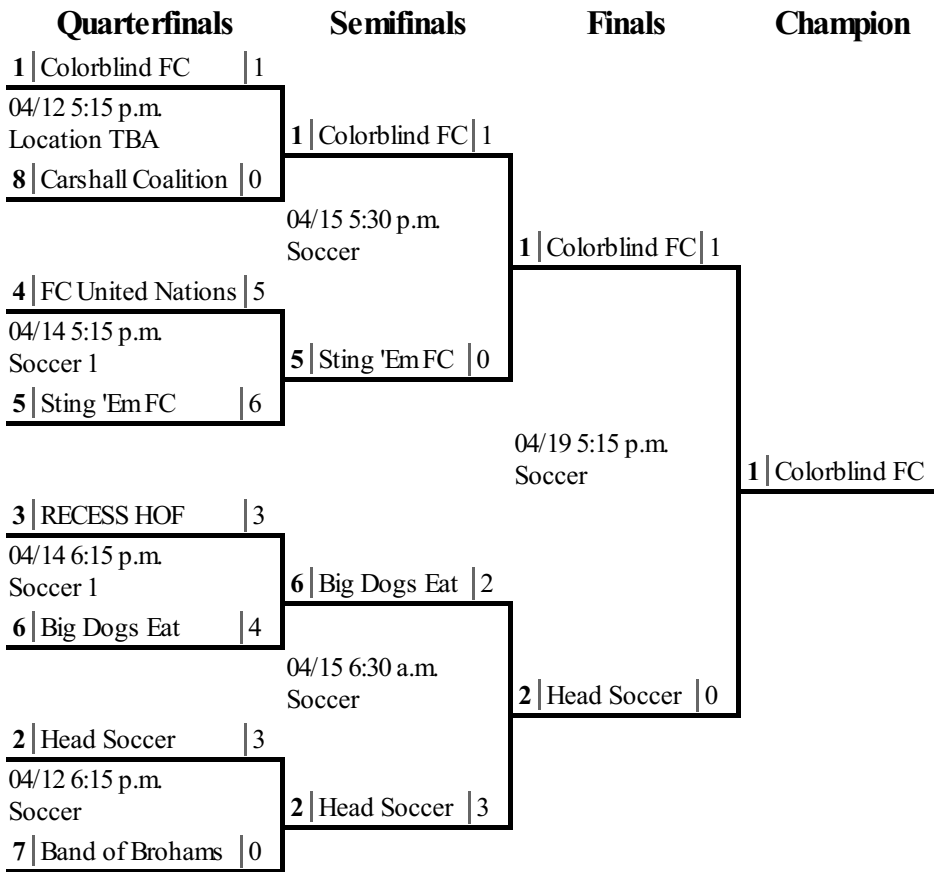 Quarterfinals Semifinals Finals Champion
1 Colorblind FC 1
04/12 5:15 p.m.
Location TBA
8 Carshall Coalition 0
4 FC United Nations 5
04/14 5:15 p.m.
Soccer 1
5 Sting 'Em FC 6
3 RECESS HOF 3
04/14 6:15 p.m.
Soccer 1
6 Big Dogs Eat 4
2 Head Soccer 3
04/12 6:15 p.m.
Soccer
7 Band of Brohams 0
1 Colorblind FC 1
04/15 5:30 p.m.
Soccer
5 Sting 'Em FC 0
6 Big Dogs Eat 2
04/15 6:30 a.m.
Soccer
2 Head Soccer 3
1 Colorblind FC 1
04/19 5:15 p.m.
Soccer
2 Head Soccer 0
1 Colorblind FC